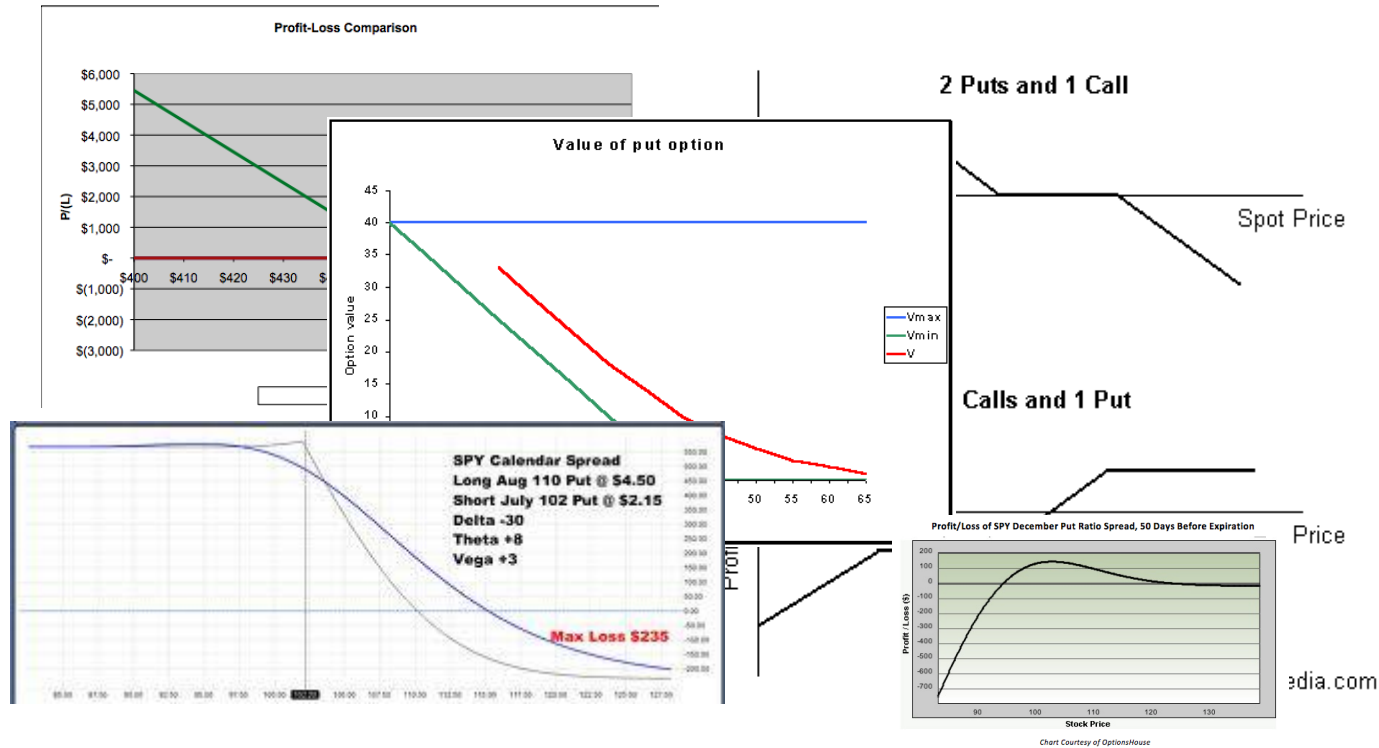 Profit-Loss Comparison
$6,000
$5,000
$4,000
$3,000
$2,000
$1,000
$-
$(1,000)
$(2,000)
$(3,000)
P/(L)
$400 $410 $420 $430
2 Puts and 1 Call
Spot Price
Value of put option
45
40
35
30
25
20
15
10
Option value
50 55 60 65
Vmax
Vmin
V
Calls and 1 Put
Price
SPY Calendar Spread
Long Aug 110 Put @ $4.50
Short July 102 Put @ $2.15
Delta -30
Theta +8
Vega +3
Max Loss $235
Profi
Profit/Loss of SPY December Put Ratio Spread, 50 Days Before Expiration
200
100
0
-100
-200
-300
-400
-500
-600
-700
Profit / Loss ($)
90 100 110 120 130
Stock Price
Chart Courtesy of OptionsHouse
edia.com